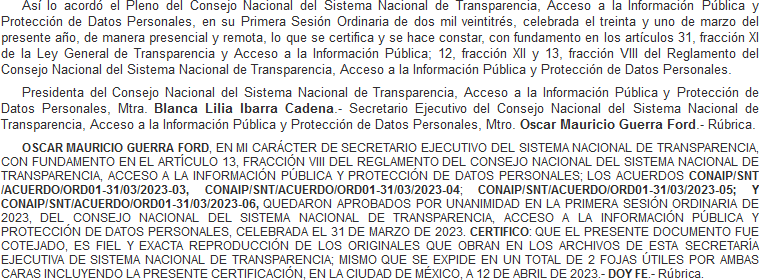 Así lo acordó el Pleno del Consejo Nacional del Sistema Nacional de Transparencia, Acceso a la Información Pública y
Protección de Datos Personales, en su Primera Sesión Ordinaria de dos mil veintitrés, celebrada el treinta y uno de marzo del
presente año, de manera presencial y remota, lo que se certifica y se hace constar, con fundamento en los artículos 31, fracción XI
de la Ley General de Transparencia y Acceso a la Información Pública; 12, fracción XII y 13, fracción VIII del Reglamento del
Consejo Nacional del Sistema Nacional de Transparencia, Acceso a la Información Pública y Protección de Datos Personales.
Presidenta del Consejo Nacional del Sistema Nacional de Transparencia, Acceso a la Información Pública y Protección de
Datos Personales, Mtra. Blanca Lilia Ibarra Cadena.- Secretario Ejecutivo del Consejo Nacional del Sistema Nacional de
Transparencia, Acceso a la Información Pública y Protección de Datos Personales, Mtro. Oscar Mauricio Guerra Ford.- Rúbrica.
OSCAR MAURICIO GUERRA FORD, EN MI CARÁCTER DE SECRETARIO EJECUTIVO DEL SISTEMA NACIONAL DE TRANSPARENCIA,
CON FUNDAMENTO EN EL ARTÍCULO 13, FRACCIÓN VIII DEL REGLAMENTO DEL CONSEJO NACIONAL DEL SISTEMA NACIONAL DE
TRANSPARENCIA, ACCESO A LA INFORMACIÓN PÚBLICA Y PROTECCIÓN DE DATOS PERSONALES; LOS ACUERDOS CONAIP/SNT
/ACUERDO/ORD01-31/03/2023-03, CONAIP/SNT/ACUERDO/ORD01-31/03/2023-04; CONAIP/SNT/ACUERDO/ORD01-31/03/2023-05; Y
CONAIP/SNT/ACUERDO/ORD01-31/03/2023-06, QUEDARON APROBADOS POR UNANIMIDAD EN LA PRIMERA SESIÓN ORDINARIA DE
2023, DEL CONSEJO NACIONAL DEL SISTEMA NACIONAL DE TRANSPARENCIA, ACCESO A LA INFORMACIÓN PÚBLICA Y
PROTECCIÓN DE DATOS PERSONALES, CELEBRADA EL 31 DE MARZO DE 2023. CERTIFICO: QUE EL PRESENTE DOCUMENTO FUE
COTEJADO, ES FIEL Y EXACTA REPRODUCCIÓN DE LOS ORIGINALES QUE OBRAN EN LOS ARCHIVOS DE ESTA SECRETARÍA
EJECUTIVA DE SISTEMA NACIONAL DE TRANSPARENCIA; MISMO QUE SE EXPIDE EN UN TOTAL DE 2 FOJAS ÚTILES POR AMBAS
CARAS INCLUYENDO LA PRESENTE CERTIFICACIÓN, EN LA CIUDAD DE MÉXICO, A 12 DE ABRIL DE 2023.- DOY FE.- Rúbrica.